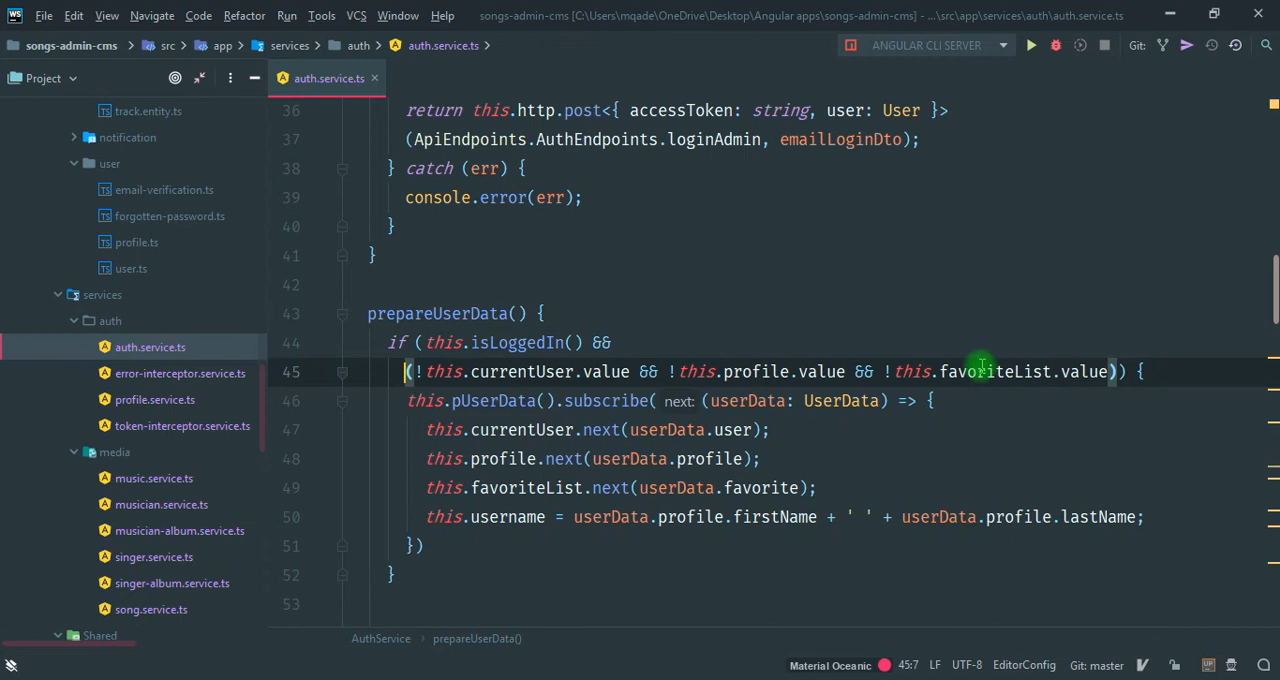 File Edit View Navigate Code Refactor Run Tools VCS Window Help songs-admin-cms [C:\Users\mqade\OneDrive\Desktop\Angular apps\songs-admin-cms] - ...\src\app\services\auth\auth.service.ts
songs-admin-cms src app services auth auth.service.ts ANGULAR CLI SERVER Git:
Project auth.service.ts
track.entity.ts
notification
user
email-verification.ts
forgotten-password.ts
profile.ts
user.ts
services
auth
auth.service.ts
error-interceptor.service.ts
profile.service.ts
token-interceptor.service.ts
media
music.service.ts
musician.service.ts
musician-album.service.ts
singer.service.ts
singer-album.service.ts
song.service.ts
Shared
36 return this.http.post<{ accessToken: string, user: User }>
37 (ApiEndpoints.AuthEndpoints.loginAdmin, emailLoginDto);
38 } catch (err) {
39 console.error(err);
40 }
41 }
42
43 prepareUserData() {
44 if (this.isLoggedIn() &&
45 (!this.currentUser.value && !this.profile.value && !this.favoriteList.value)) {
46 this.pUserData().subscribe( next: (userData: UserData) => {
47 this.currentUser.next(userData.user);
48 this.profile.next(userData.profile);
49 this.favoriteList.next(userData.favorite);
50 this.username = userData.profile.firstName + ' ' + userData.profile.lastName;
51 })
52 }
53
AuthService prepareUserData()
Material Oceanic 45:7 LF UTF-8 EditorConfig Git: master